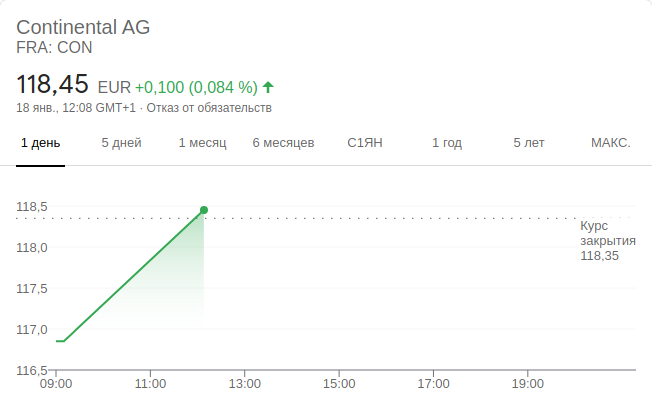 Continental AG
FRA: CON
118,45 EUR +0,100 (0,084 %)
18 янв., 12:08 GMT+1 · Отказ от обязательств
1 день 5 дней 1 месяц 6 месяцев С1ЯН 1 год 5 лет МАКС.
118,5
Курс
закрытия
118,35
118,0
117,5
117,0
116,5
09:00 11:00 13:00 15:00 17:00 19:00